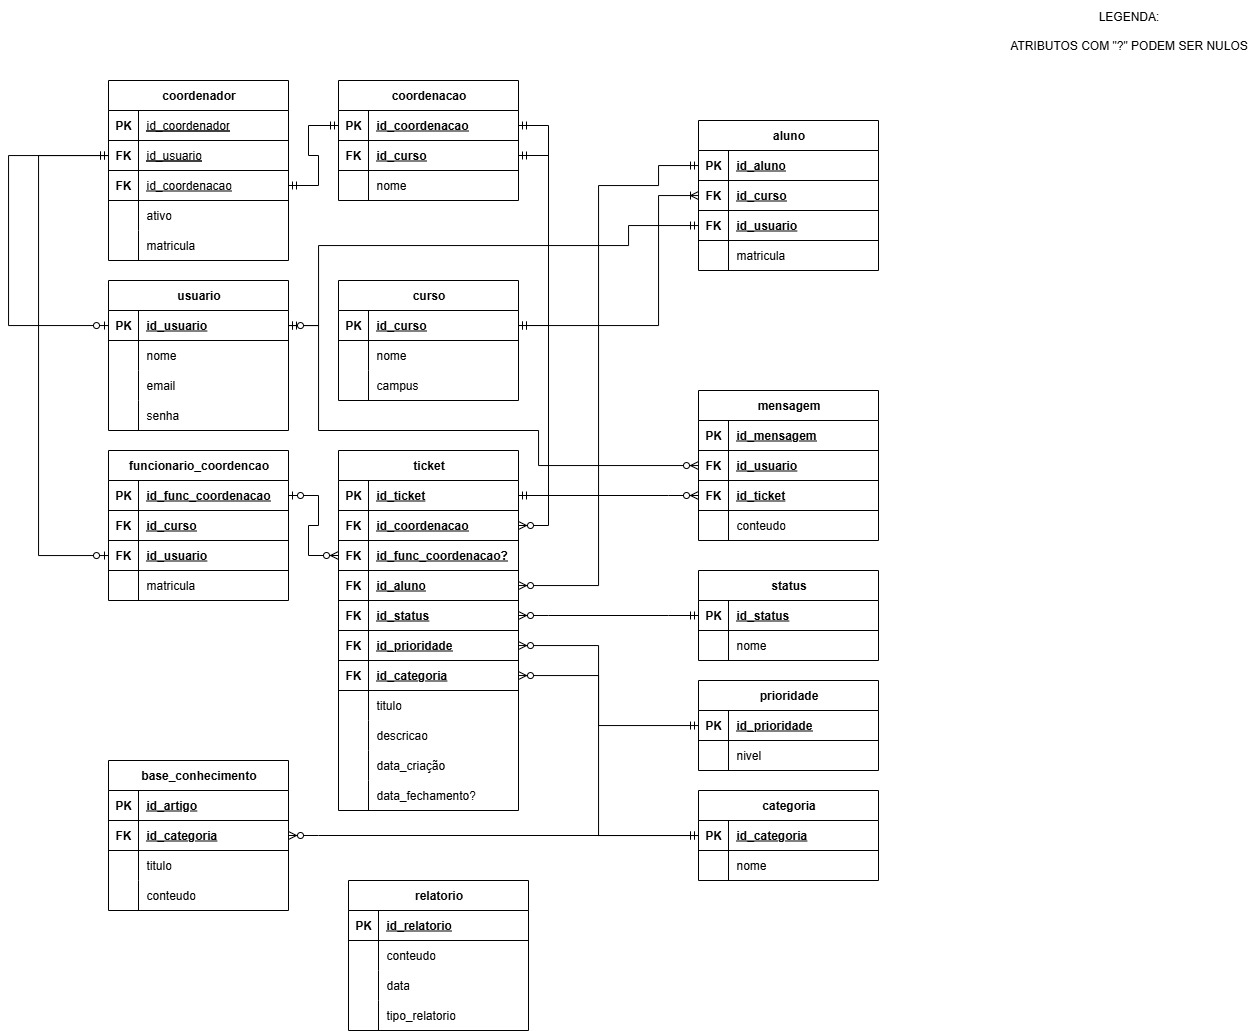 LEGENDA:
ATRIBUTOS COM "?" PODEM SER NULOS
coordenador
PK id_coordenador
FK id_usuario
FK id_coordenacao
ativo
matricula
coordenacao
PK id_coordenacao
FK id_curso
nome
aluno
PK id_aluno
FK id_curso
FK id_usuario
matricula
usuario
PK id_usuario
nome
email
senha
curso
PK id_curso
nome
campus
mensagem
PK id_mensagem
FK id_usuario
FK id_ticket
conteudo
funcionario_coordencao
PK id_func_coordenacao
FK id_curso
FK id_usuario
matricula
ticket
PK id_ticket
FK id_coordenacao
FK id_func_coordenacao?
FK id_aluno
FK id_status
FK id_prioridade
FK id_categoria
titulo
descricao
data_criação
data_fechamento?
status
PK id_status
nome
prioridade
PK id_prioridade
nivel
base_conhecimento
PK id_artigo
FK id_categoria
titulo
conteudo
categoria
PK id_categoria
nome
relatorio
PK id_relatorio
conteudo
data
tipo_relatorio